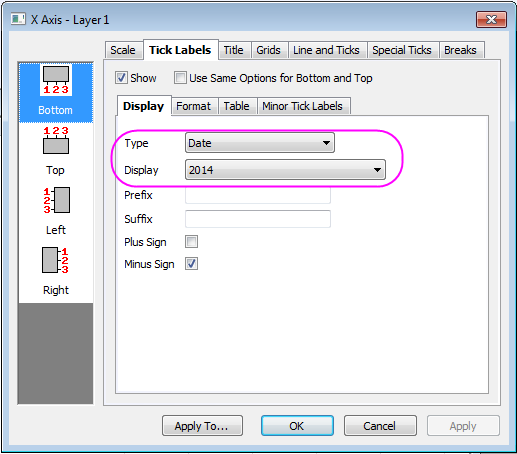 X Axis - Layer1
Scale Tick Labels Title Grids Line and Ticks Special Ticks Breaks
1 2 3
Bottom
1 2 3
Top
1
2
3
Left
1
2
3
Right
Show Use Same Options for Bottom and Top
Display Format Table Minor Tick Labels
Type Date
Display 2014
Prefix
Suffix
Plus Sign
Minus Sign
Apply To... OK Cancel Apply